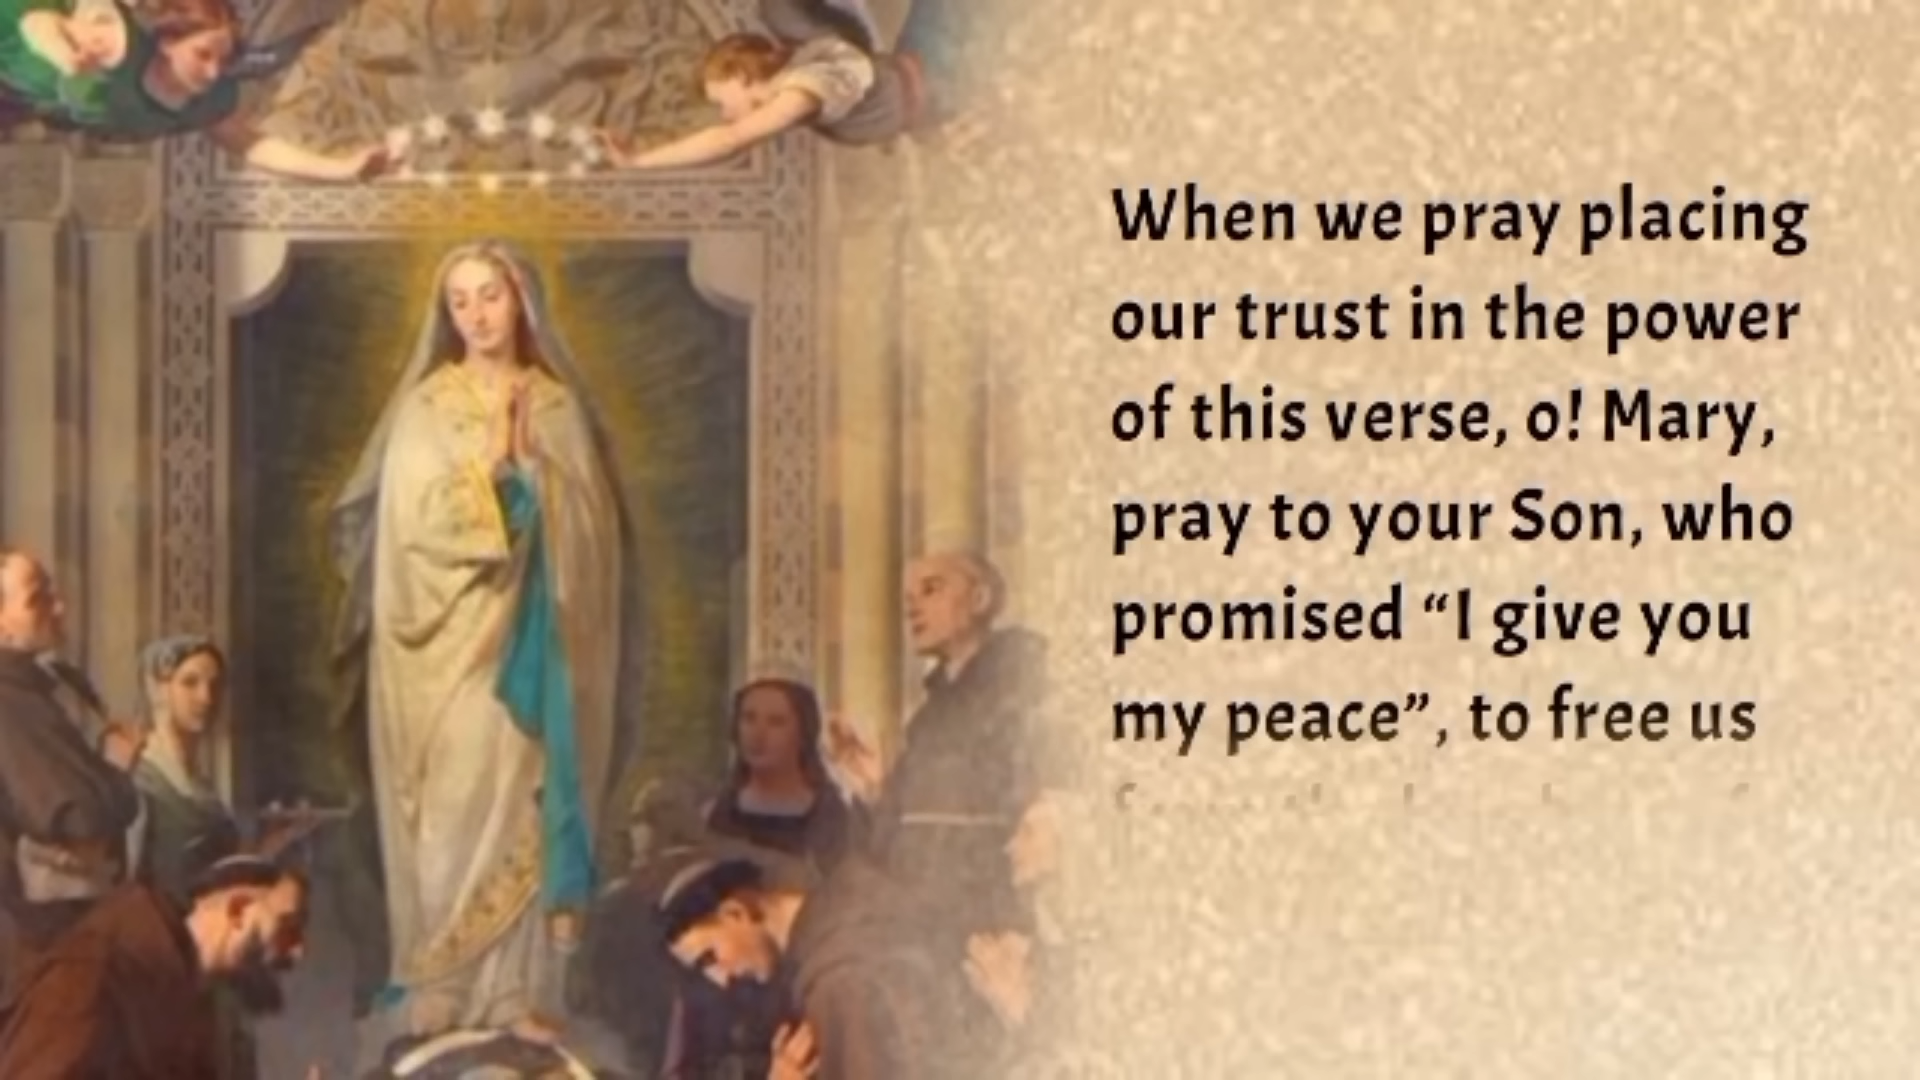 When we pray placing
our trust in the power
of this verse, o! Mary,
pray to your Son, who
promised “I give you
my peace”, to free us